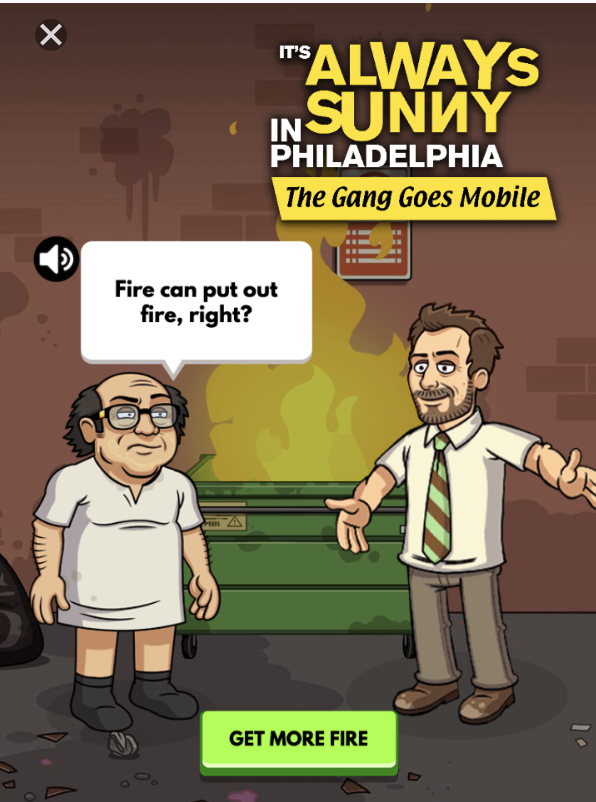 IT'S ALWAYS
SUNNY
IN
PHILADELPHIA
The Gang Goes Mobile
Fire can put out
fire, right?
GET MORE FIRE